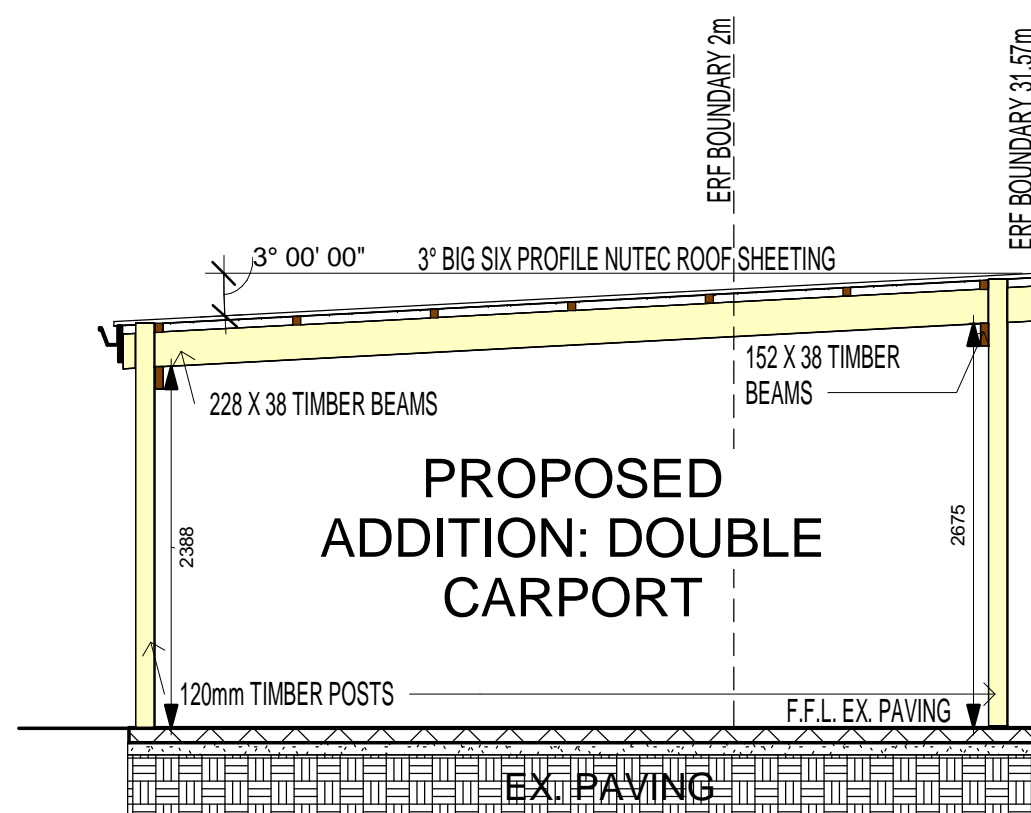 ERF BOUNDARY 2m
ERF BOUNDARY 31.57m
3° 00' 00"
3° BIG SIX PROFILE NUTEC ROOF SHEETING
152 X 38 TIMBER
BEAMS
228 X 38 TIMBER BEAMS
PROPOSED
ADDITION: DOUBLE
CARPORT
2388
2675
120mm TIMBER POSTS
F.F.L. EX. PAVING
EX. PAVING